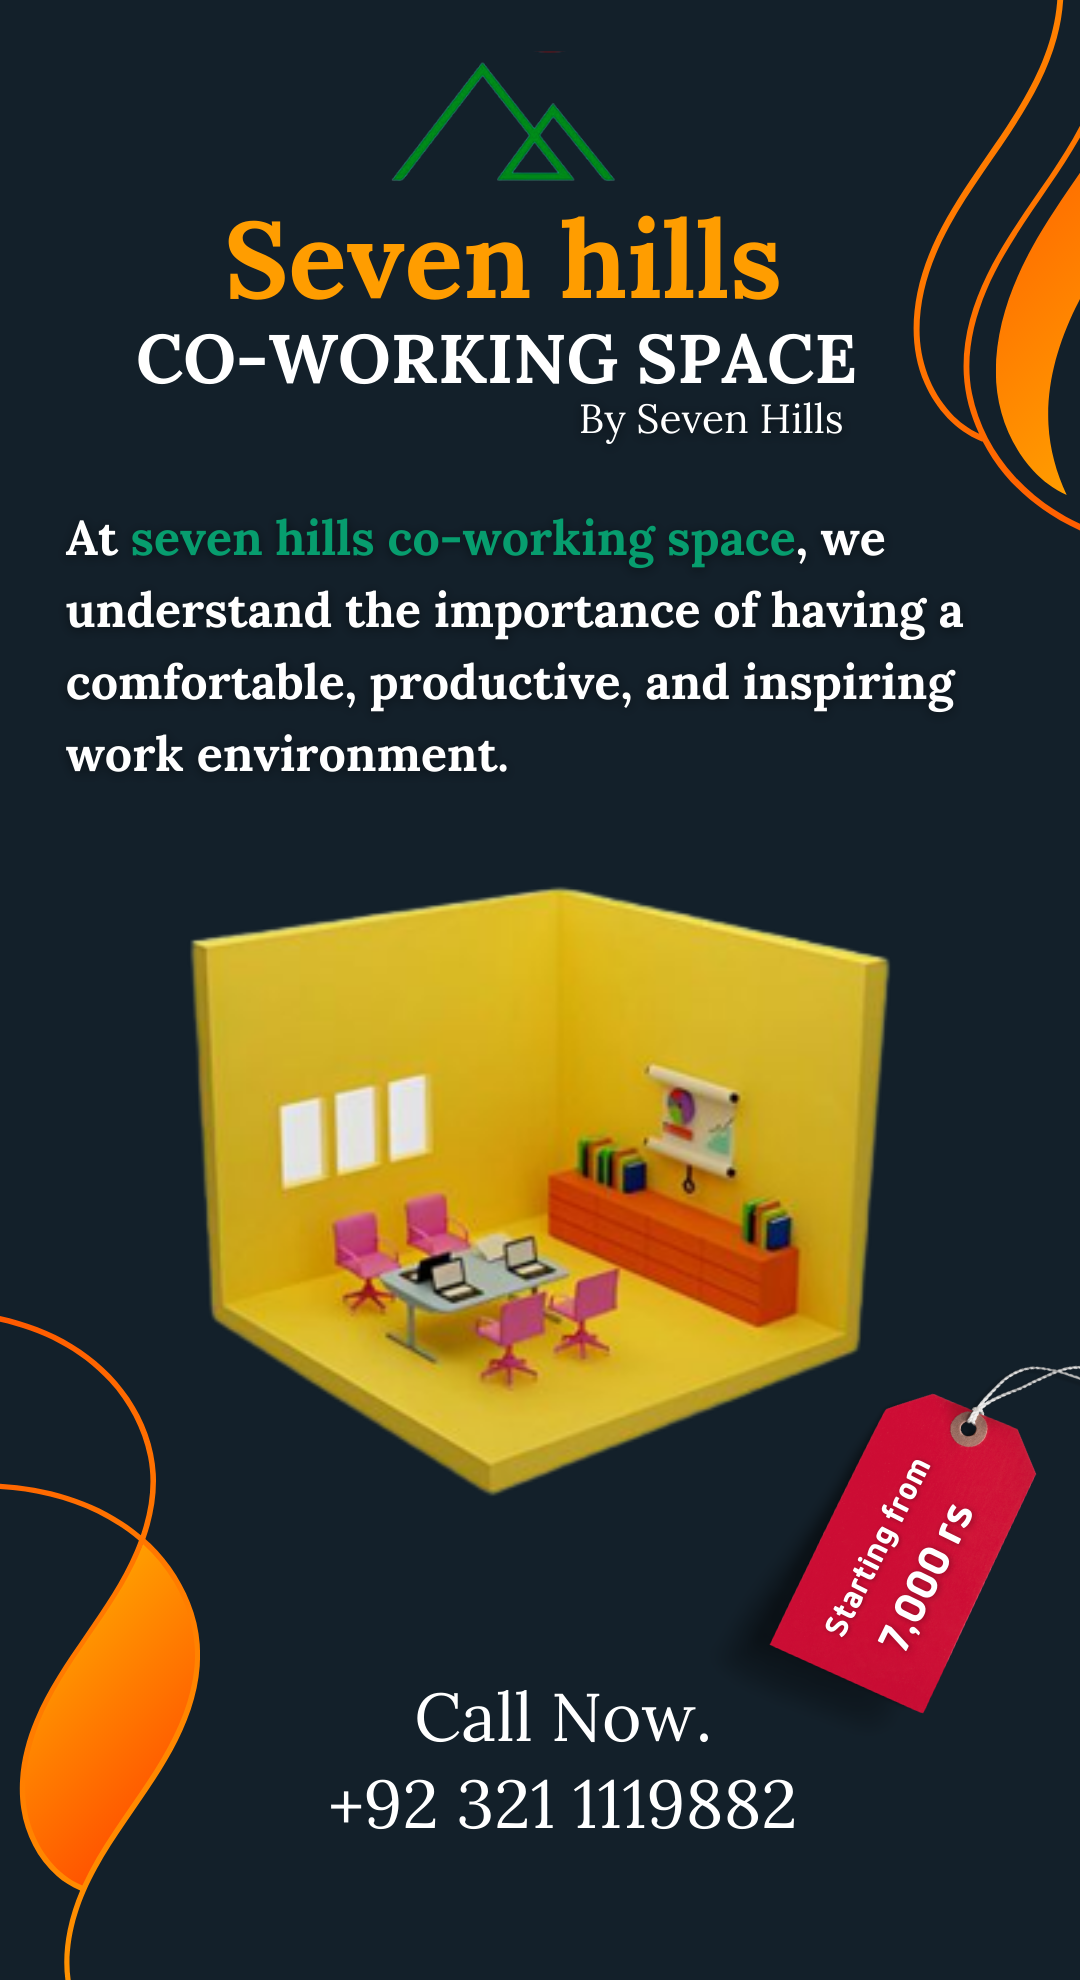 Seven hills
CO-WORKING SPACE
By Seven Hills
At seven hills co-working space, we
understand the importance of having a
comfortable, productive, and inspiring
work environment.
Starting from
7,000 rs
Call Now.
+92 321 1119882